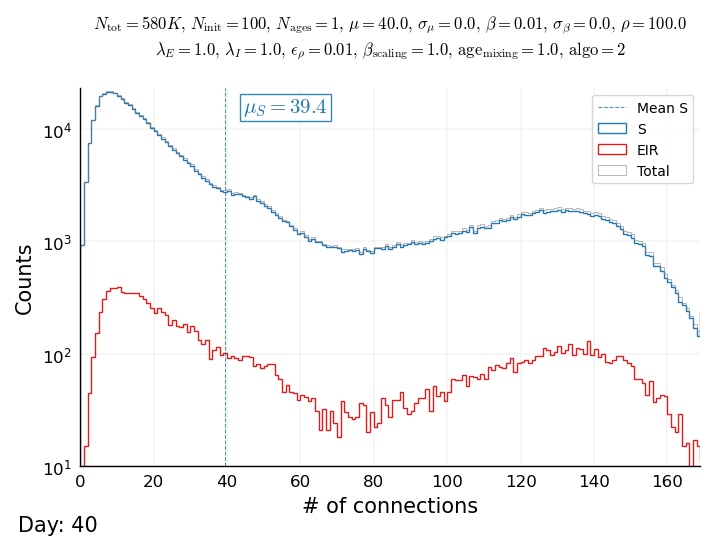 N_tot = 580K, N_init = 100, N_ages = 1, μ = 40.0, σ_μ = 0.0, β = 0.01, σ_β = 0.0, ρ = 100.0
λ_E = 1.0, λ_I = 1.0, ϵ_ρ = 0.01, β_scaling = 1.0, age_mixing = 1.0, algo = 2
μ_S = 39.4
Mean S
S
EIR
Total
10^4
10^3
10^2
10^1
Counts
0 20 40 60 80 100 120 140 160
# of connections
Day: 40